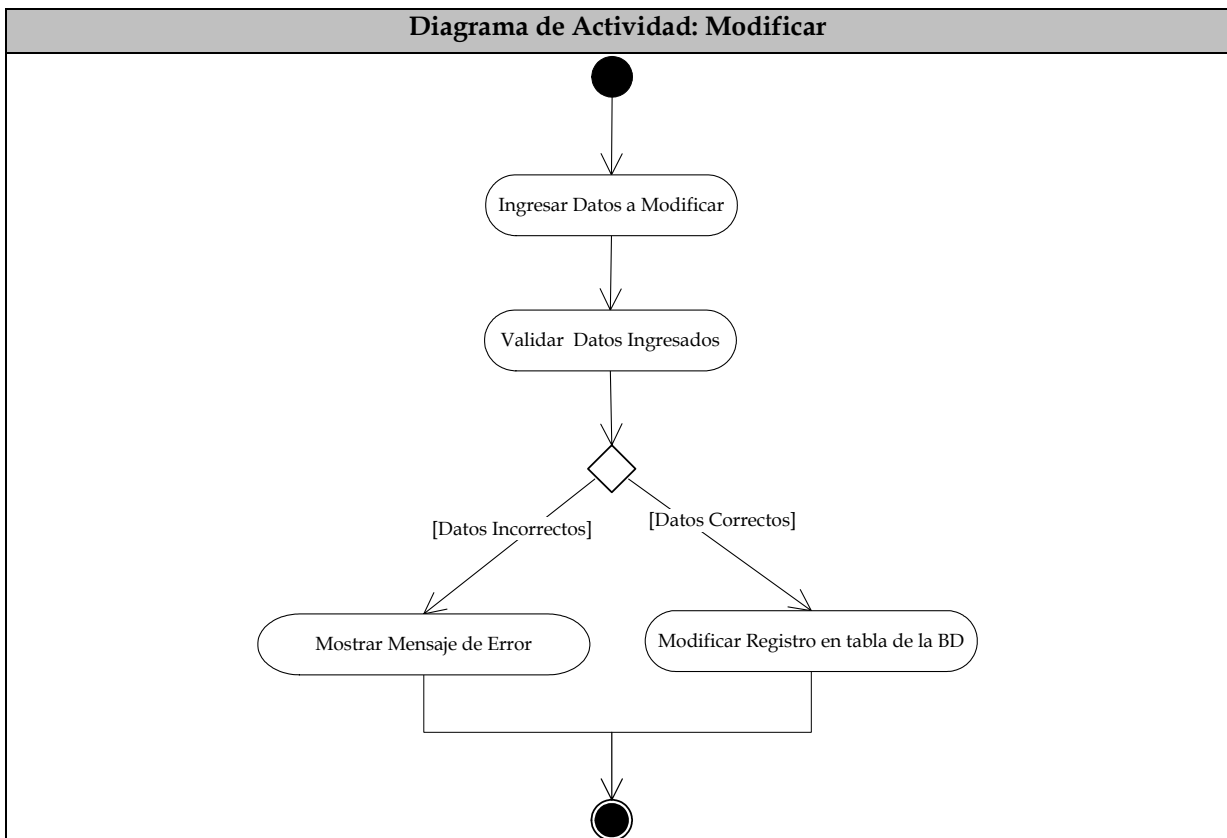 Diagrama de Actividad: Modificar
Ingresar Datos a Modificar
Validar  Datos Ingresados
[Datos Incorrectos]
[Datos Correctos]
Mostrar Mensaje de Error
Modificar Registro en tabla de la BD